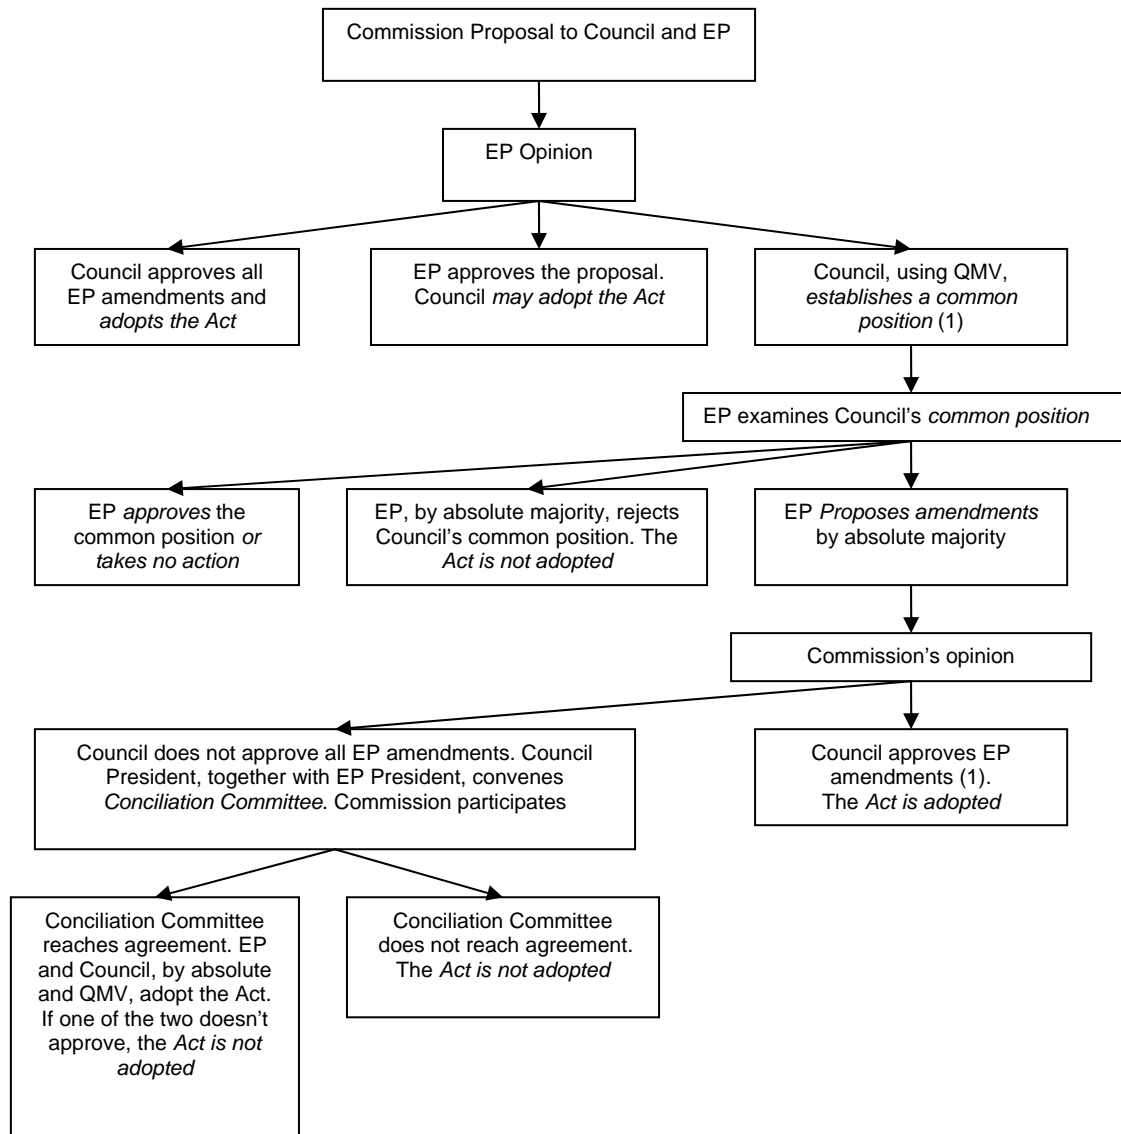 Commission Proposal to Council and EP
EP Opinion
Council approves all
EP amendments and
adopts the Act
EP approves the proposal.
Council may adopt the Act
Council, using QMV,
establishes a common
position (1)
EP examines Council’s common position
EP approves the
common position or
takes no action
EP, by absolute majority, rejects
Council’s common position. The
Act is not adopted
EP Proposes amendments
by absolute majority
Commission’s opinion
Council does not approve all EP amendments. Council
President, together with EP President, convenes
Conciliation Committee. Commission participates
Council approves EP
amendments (1).
The Act is adopted
Conciliation Committee
reaches agreement. EP
and Council, by absolute
and QMV, adopt the Act.
If one of the two doesn’t
approve, the Act is not
adopted
Conciliation Committee
does not reach agreement.
The Act is not adopted